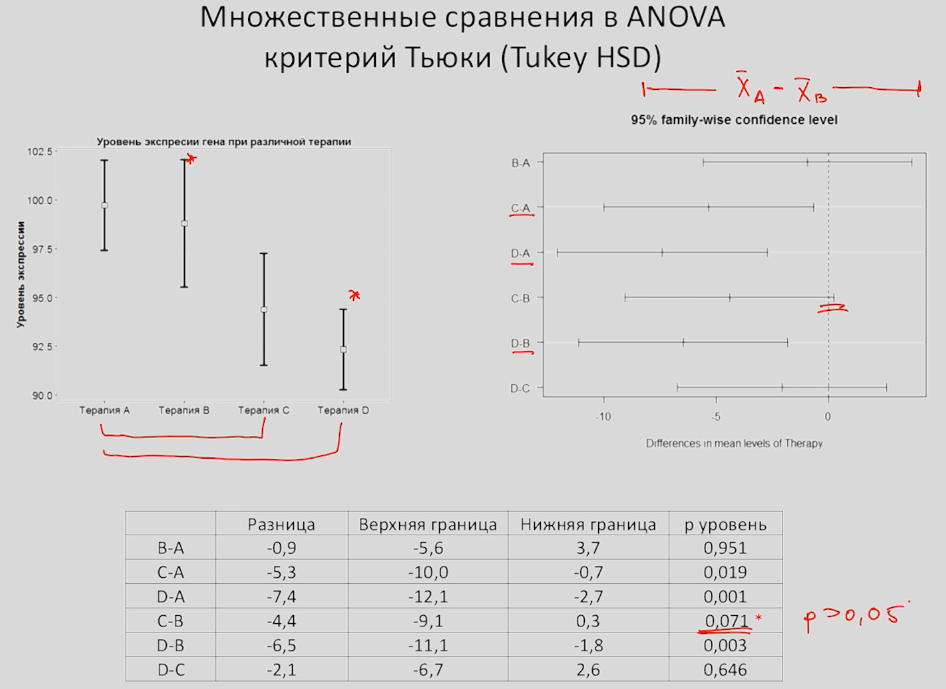 Множественные сравнения в ANOVA
критерий Тьюки (Tukey HSD)
X̄A - X̄B
95% family-wise confidence level
Уровень экспресии гена при различной терапии
*
*
Уровень экспрессии
102.5
100.0
97.5
95.0
92.5
90.0
Терапия A Терапия B Терапия C Терапия D
B-A
C-A
D-A
C-B
D-B
D-C
-10 -5 0
Differences in mean levels of Therapy
Разница Верхняя граница Нижняя граница p уровень
B-A -0,9 -5,6 3,7 0,951
C-A -5,3 -10,0 -0,7 0,019
D-A -7,4 -12,1 -2,7 0,001
C-B -4,4 -9,1 0,3 0,071 * p>0,05
D-B -6,5 -11,1 -1,8 0,003
D-C -2,1 -6,7 2,6 0,646